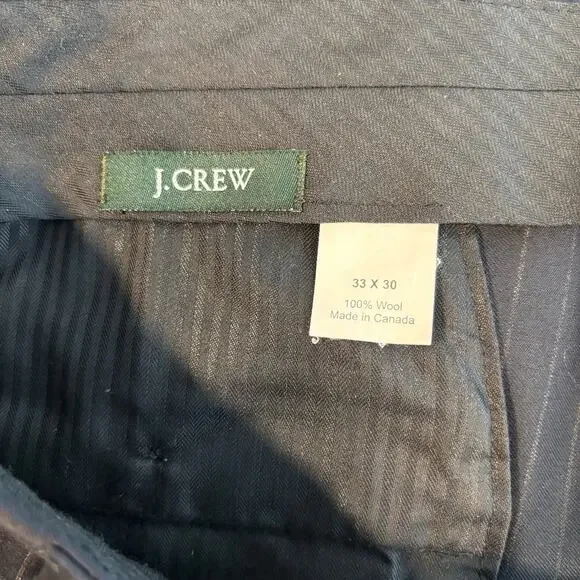 J.CREW
33 X 30
100% Wool
Made in Canada